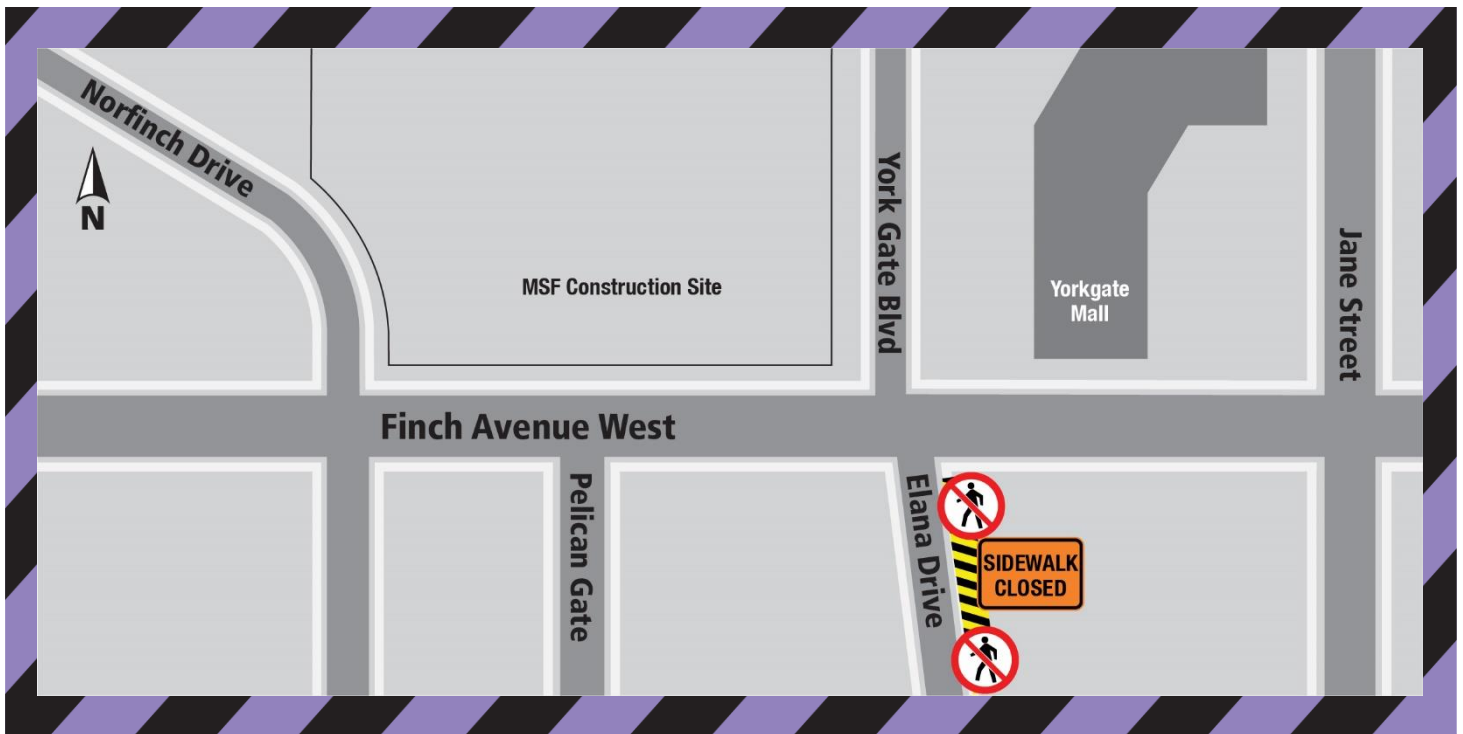 Norfinch Drive
N
MSF Construction Site
York Gate Blvd
Yorkgate
Mall
Jane Street
Finch Avenue West
Pelican Gate
Elana Drive
SIDEWALK
CLOSED